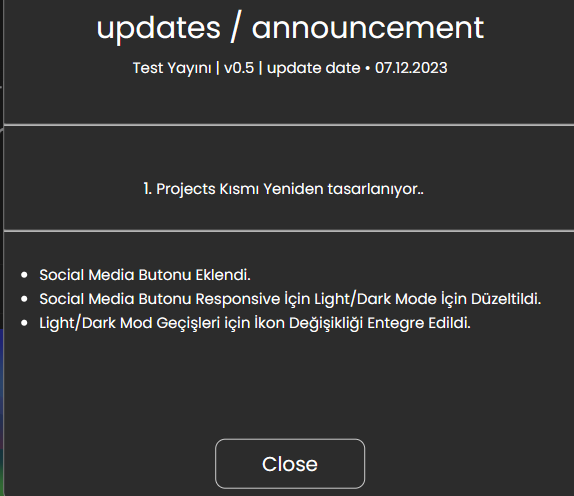 updates / announcement
Test Yayını | v0.5 | update date • 07.12.2023
1. Projects Kısmı Yeniden tasarlanıyor..
• Social Media Butonu Eklendi.
• Social Media Butonu Responsive İçin Light/Dark Mode İçin Düzeltildi.
• Light/Dark Mod Geçişleri için İkon Değişikliği Entegre Edildi.
Close